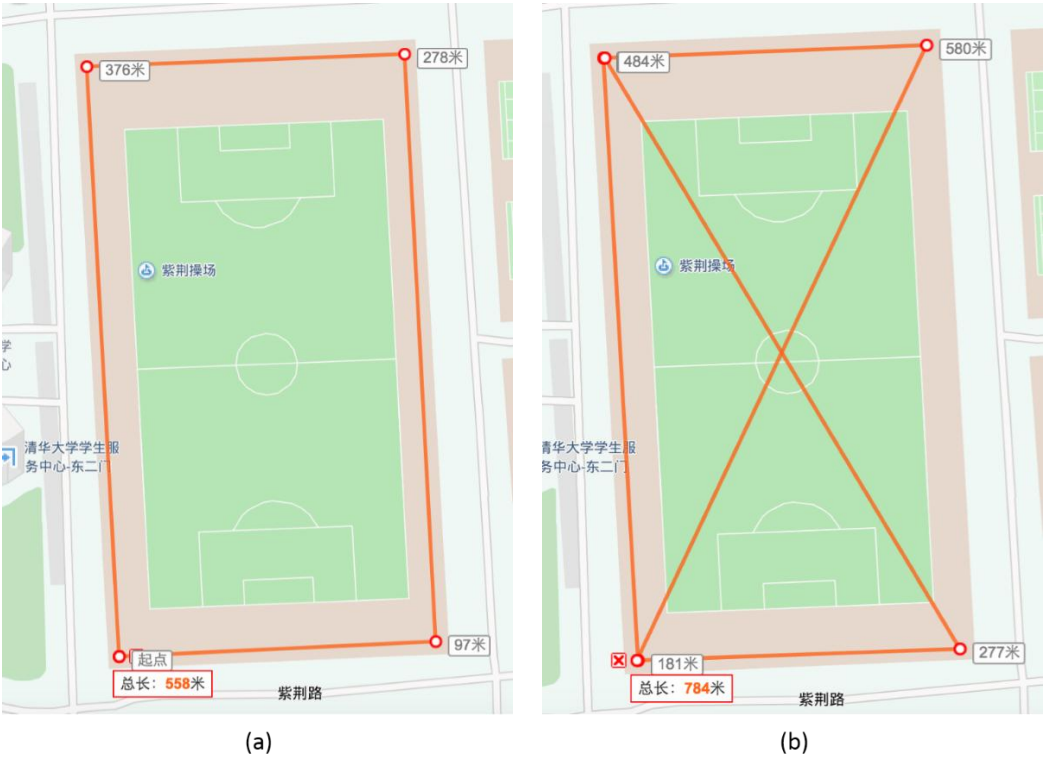 376米
278米
紫荆操场
学
心
清华大学学生服
务中心-东二门
97米
起点
总长：558米
紫荆路
(a)
484米
580米
紫荆操场
清华大学学生服
务中心-东二门
277米
181米
总长：784米
紫荆路
(b)